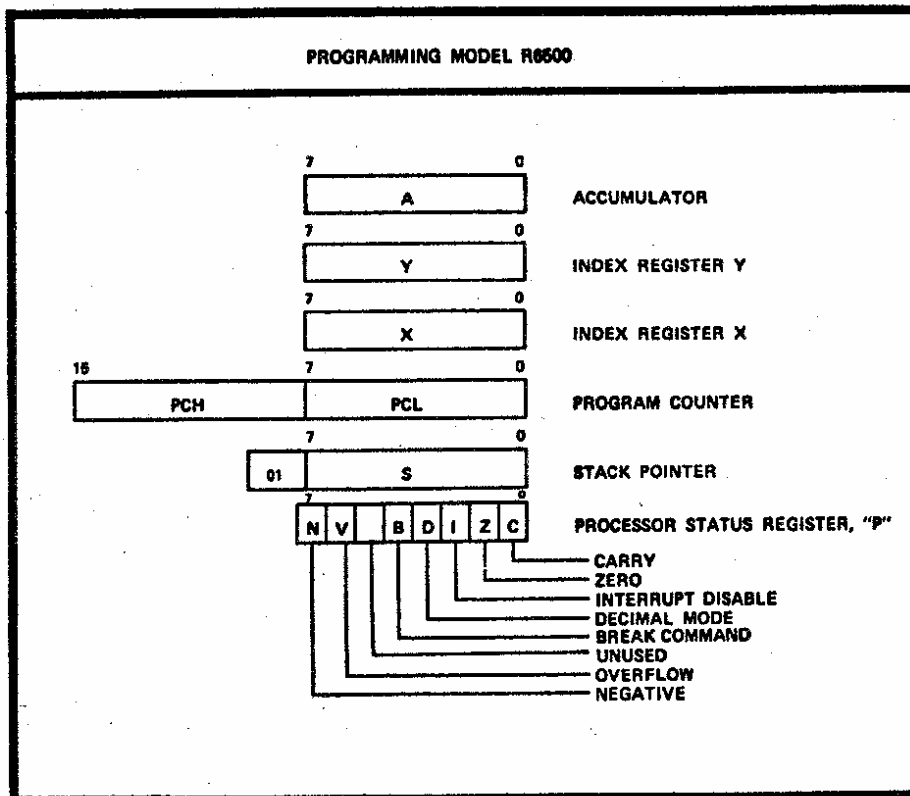 PROGRAMMING MODEL R6500
7 0
A ACCUMULATOR
7 0
Y INDEX REGISTER Y
7 0
X INDEX REGISTER X
15 7 0
PCH PCL PROGRAM COUNTER
7 0
01 S STACK POINTER
7 0
N V B D I Z C PROCESSOR STATUS REGISTER, "P"
CARRY
ZERO
INTERRUPT DISABLE
DECIMAL MODE
BREAK COMMAND
UNUSED
OVERFLOW
NEGATIVE